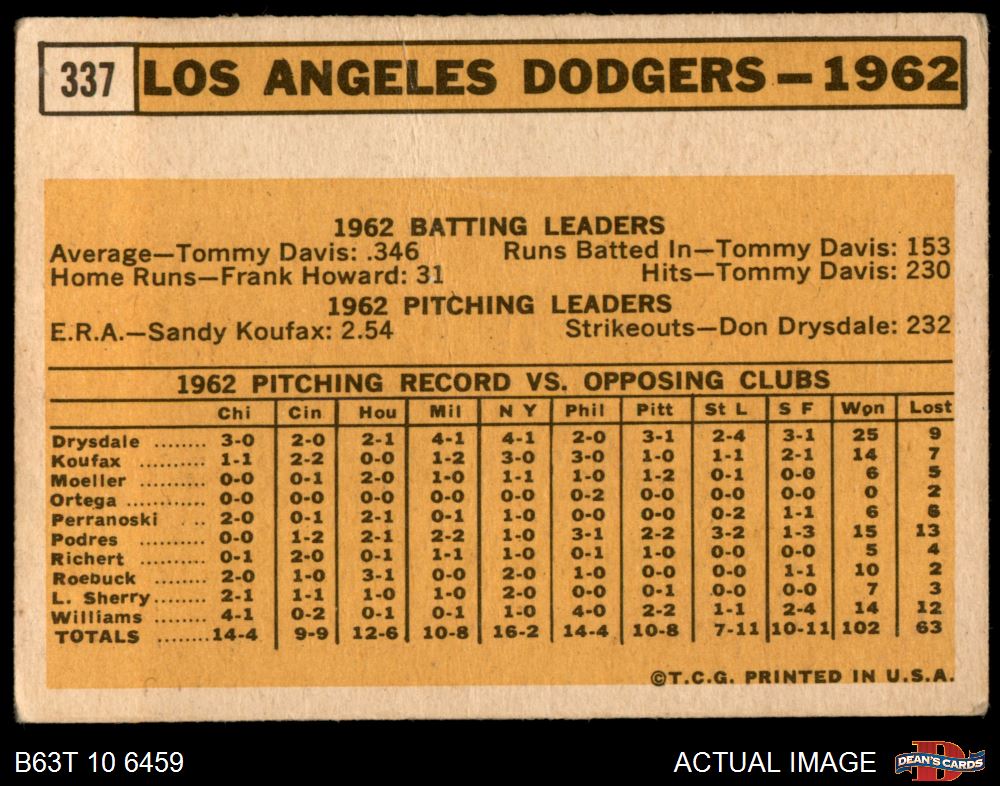 337 LOS ANGELES DODGERS—1962
1962 BATTING LEADERS
Average—Tommy Davis: .346 Runs Batted In—Tommy Davis: 153
Home Runs—Frank Howard: 31 Hits—Tommy Davis: 230
1962 PITCHING LEADERS
E.R.A.—Sandy Koufax: 2.54 Strikeouts—Don Drysdale: 232
1962 PITCHING RECORD VS. OPPOSING CLUBS
Chi Cin Hou Mil N Y Phil Pitt St L S F Won Lost
Drysdale ........ 3-0 2-0 2-1 4-1 4-1 2-0 3-1 2-4 3-1 25 9
Koufax .......... 1-1 2-2 0-0 1-2 3-0 3-0 1-0 1-1 2-1 14 7
Moeller ......... 0-0 0-1 2-0 1-0 1-1 1-0 1-2 0-1 0-0 6 5
Ortega .......... 0-0 0-0 0-0 0-0 0-0 0-2 0-0 0-0 0-0 0 2
Perranoski .. 2-0 0-1 2-1 0-1 1-0 0-0 0-0 0-2 1-1 6 6
Podres .......... 0-0 1-2 2-1 2-2 1-0 3-1 2-2 3-2 1-3 15 13
Richert ......... 0-1 2-0 0-1 1-1 1-0 0-1 1-0 0-0 0-0 5 4
Roebuck ........ 2-0 1-0 3-1 0-0 2-0 1-0 0-0 0-0 1-1 10 2
L. Sherry........ 2-1 1-1 1-0 1-0 2-0 0-0 0-1 0-0 0-0 7 3
Williams ........ 4-1 0-2 0-1 0-1 1-0 4-0 2-2 1-1 2-4 14 12
TOTALS ........14-4 9-9 12-6 10-8 16-2 14-4 10-8 7-11 10-11 102 63
©T.C.G. PRINTED IN U.S.A.
B63T 10 6459 ACTUAL IMAGE D DEAN'S CARDS